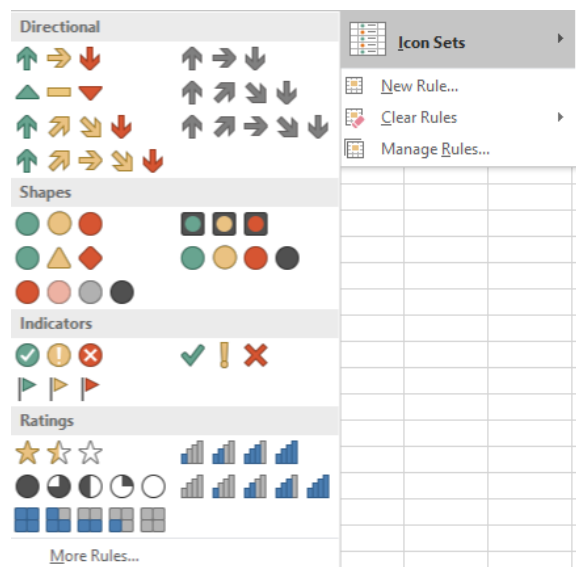 Directional
Shapes
Indicators
Ratings
More Rules...
Icon Sets
New Rule...
Clear Rules
Manage Rules...